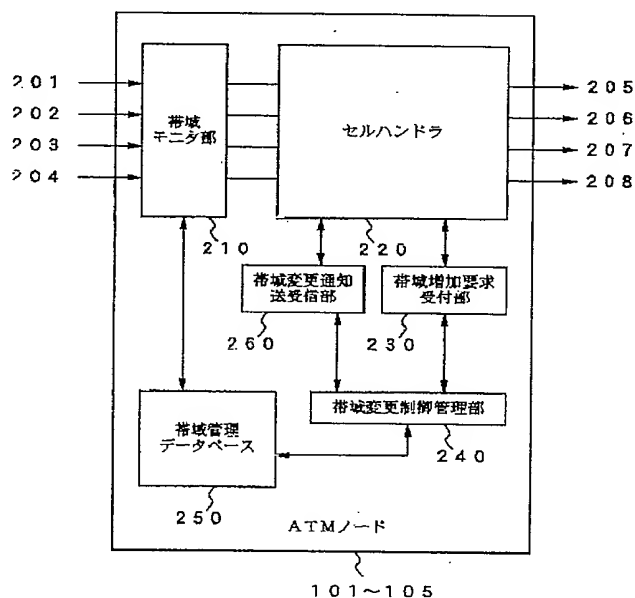 201
202
203
204
帯域
モニタ部
セルハンドラ
205
206
207
208
210
220
帯域変更通知
送受信部
帯域増加要求
受付部
260
230
帯域変更制御管理部
240
帯域管理
データベース
250
ATMノード
101~105